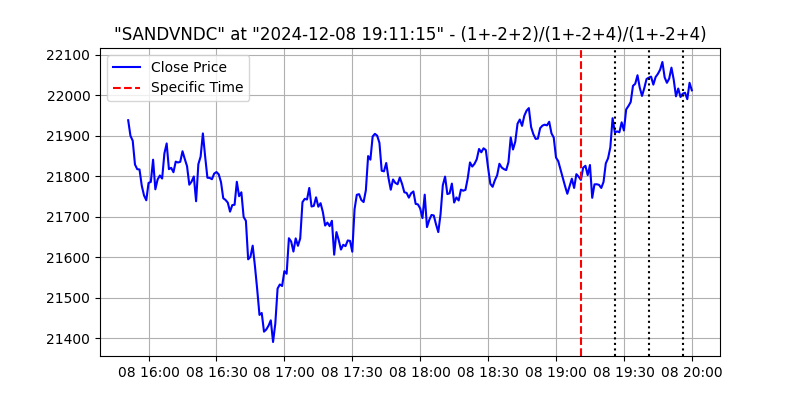 "SANDVNDC" at "2024-12-08 19:11:15" - (1+-2+2)/(1+-2+4)/(1+-2+4)
22100
22000
21900
21800
21700
21600
21500
21400
Close Price
Specific Time
08 16:00 08 16:30 08 17:00 08 17:30 08 18:00 08 18:30 08 19:00 08 19:30 08 20:00